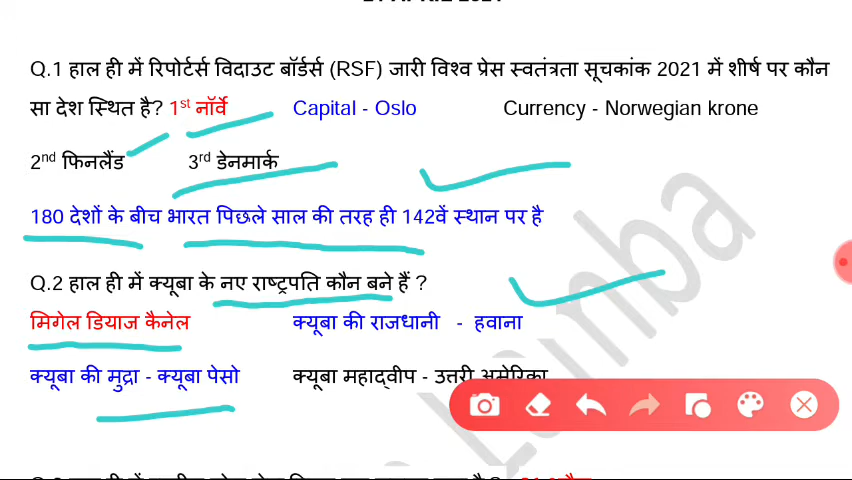 Q.1 हाल ही में रिपोर्टर्स विदाउट बॉर्डर्स (RSF) जारी विश्व प्रेस स्वतंत्रता सूचकांक 2021 में शीर्ष पर कौन
सा देश स्थित है? 1st नॉर्वे Capital - Oslo Currency - Norwegian krone
2nd फिनलैंड 3rd डेनमार्क
180 देशों के बीच भारत पिछले साल की तरह ही 142वें स्थान पर है
Q.2 हाल ही में क्यूबा के नए राष्ट्रपति कौन बने हैं ?
मिगेल डियाज कैनेल क्यूबा की राजधानी - हवाना
क्यूबा की मुद्रा - क्यूबा पेसो क्यूबा महाद्वीप - उत्तरी अमेरिका